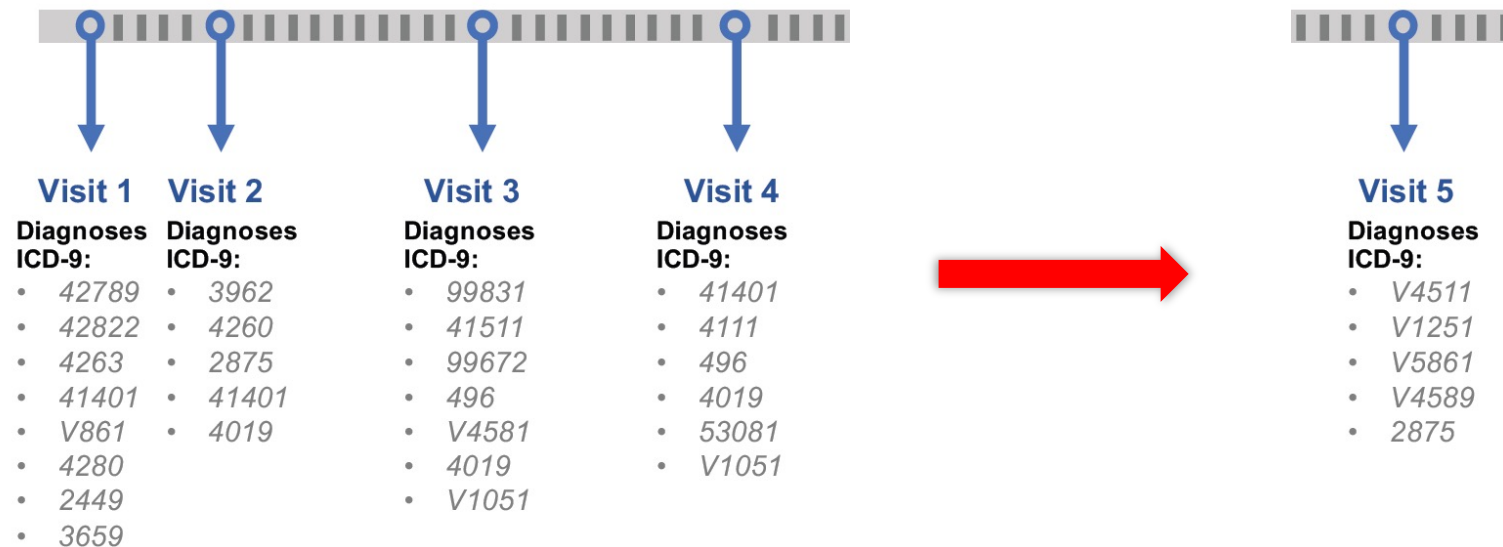 Visit 1
Diagnoses
ICD-9:
• 42789
• 42822
• 4263
• 41401
• V861
• 4280
• 2449
• 3659
Visit 2
Diagnoses
ICD-9:
• 3962
• 4260
• 2875
• 41401
• 4019
Visit 3
Diagnoses
ICD-9:
• 99831
• 41511
• 99672
• 496
• V4581
• 4019
• V1051
Visit 4
Diagnoses
ICD-9:
• 41401
• 4111
• 496
• 4019
• 53081
• V1051
Visit 5
Diagnoses
ICD-9:
• V4511
• V1251
• V5861
• V4589
• 2875